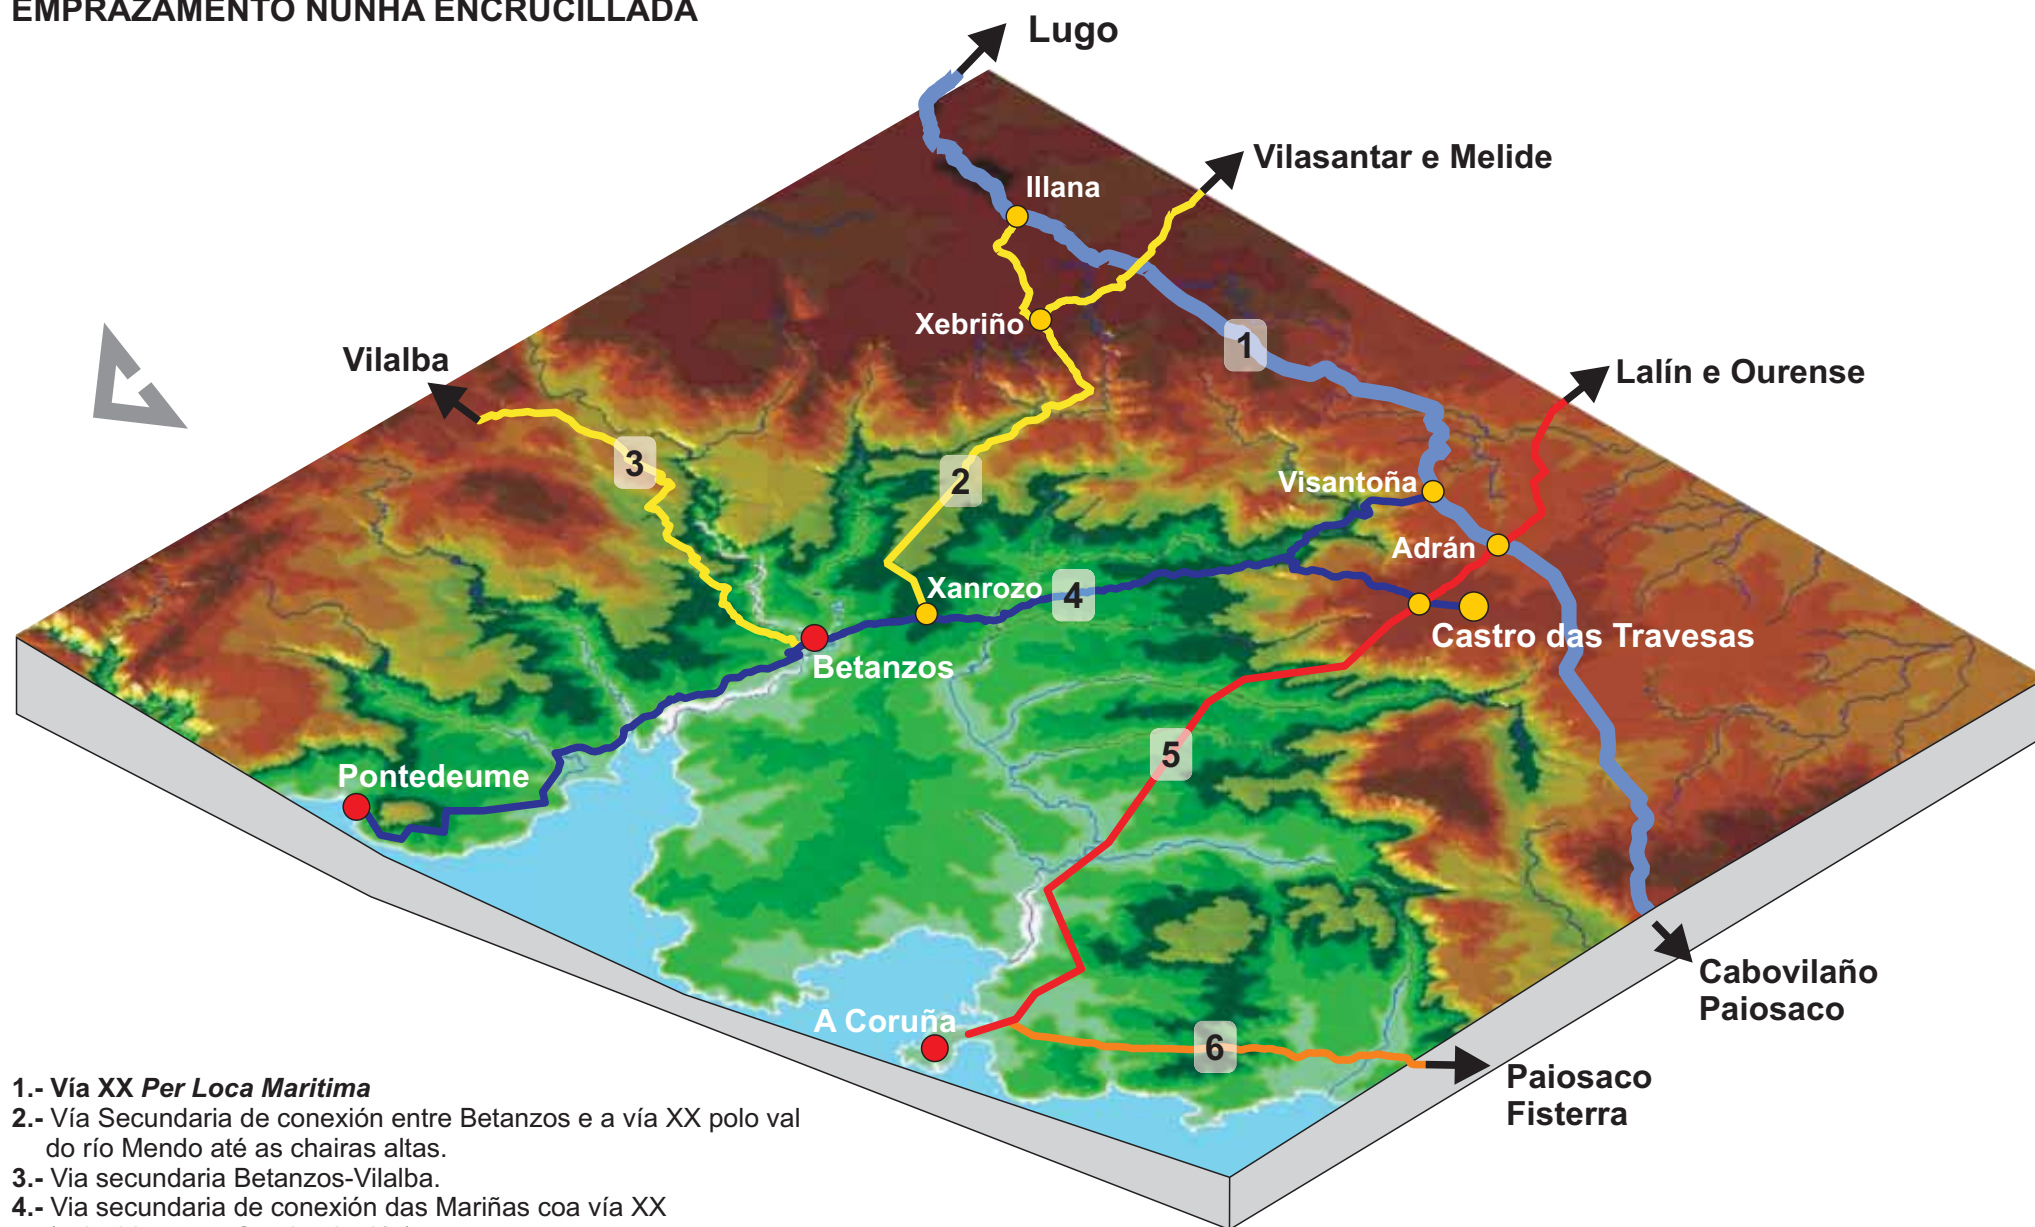 EMPRAZAMENTO NUNHA ENCRUCILLADA
Lugo
Vilasantar e Melide
Illana
Xebriño
1
Vilalba
Lalín e Ourense
3
2
Visantoña
Adrán
Xanrozo
4
Castro das Travesas
Betanzos
5
Pontedeume
Cabovilaño
Paiosaco
A Coruña
6
Paiosaco
Fisterra
1.- Vía XX Per Loca Maritima
2.- Vía Secundaria de conexión entre Betanzos e a vía XX polo val
do río Mendo até as chairas altas.
3.- Via secundaria Betanzos-Vilalba.
4.- Via secundaria de conexión das Mariñas coa vía XX